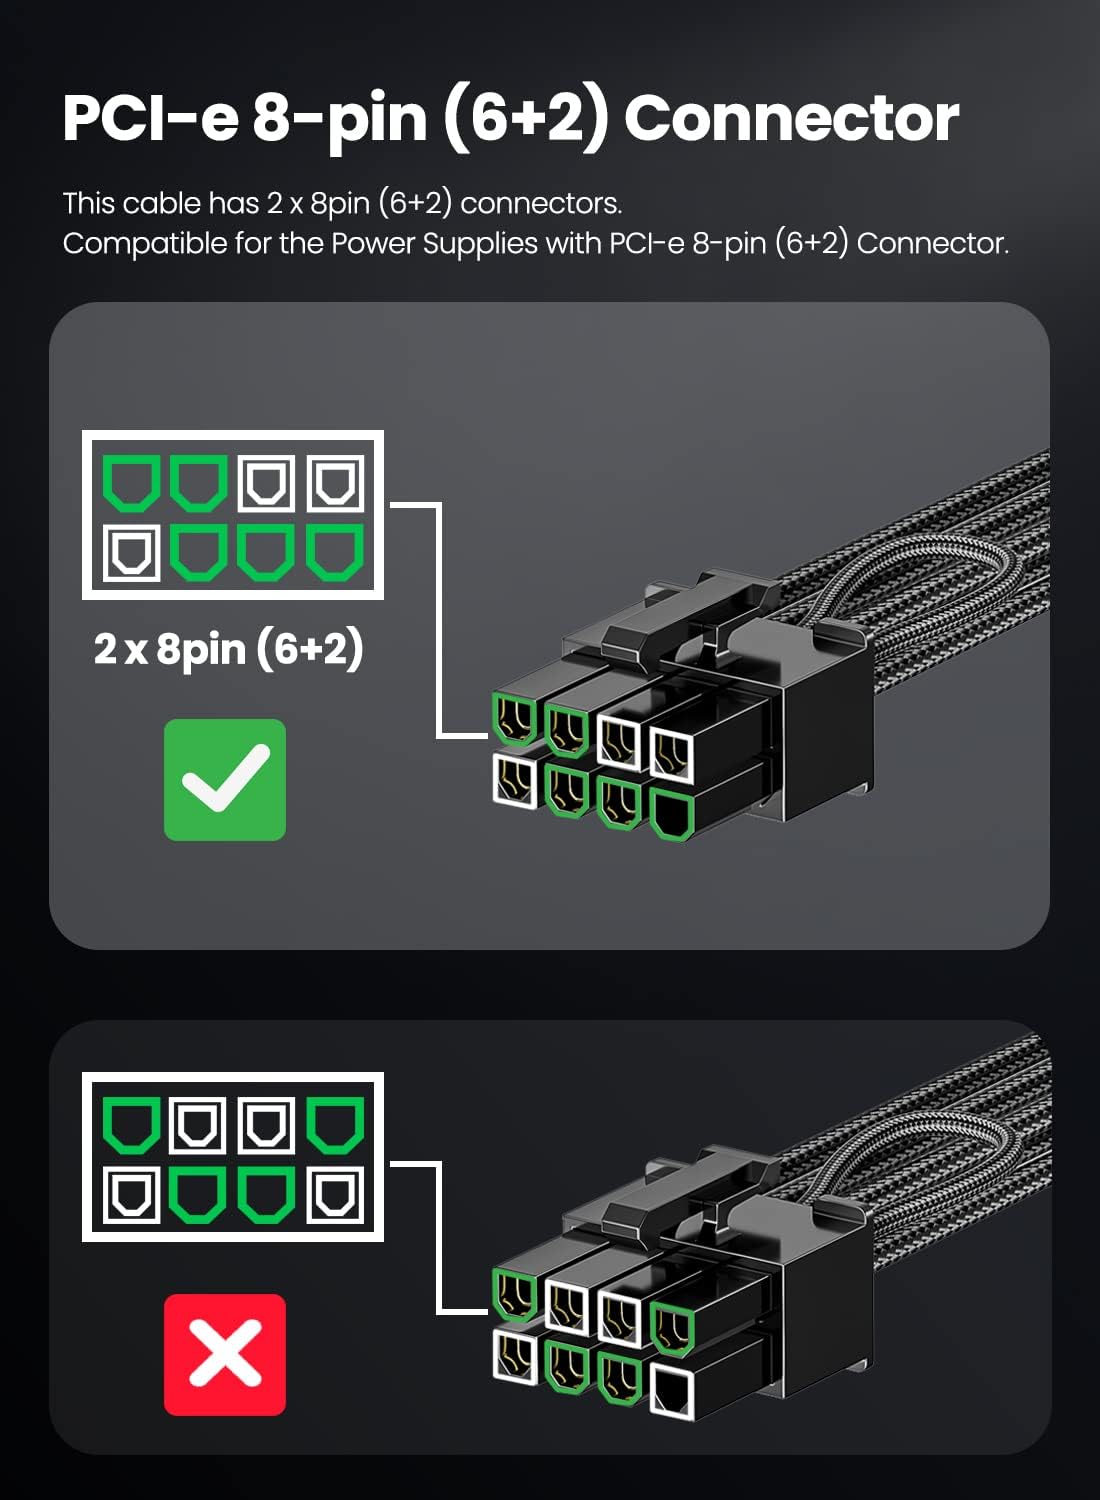 PCI-e 8-pin (6+2) Connector
This cable has 2 x 8pin (6+2) connectors.
Compatible for the Power Supplies with PCI-e 8-pin (6+2) Connector.
2 x 8pin (6+2)